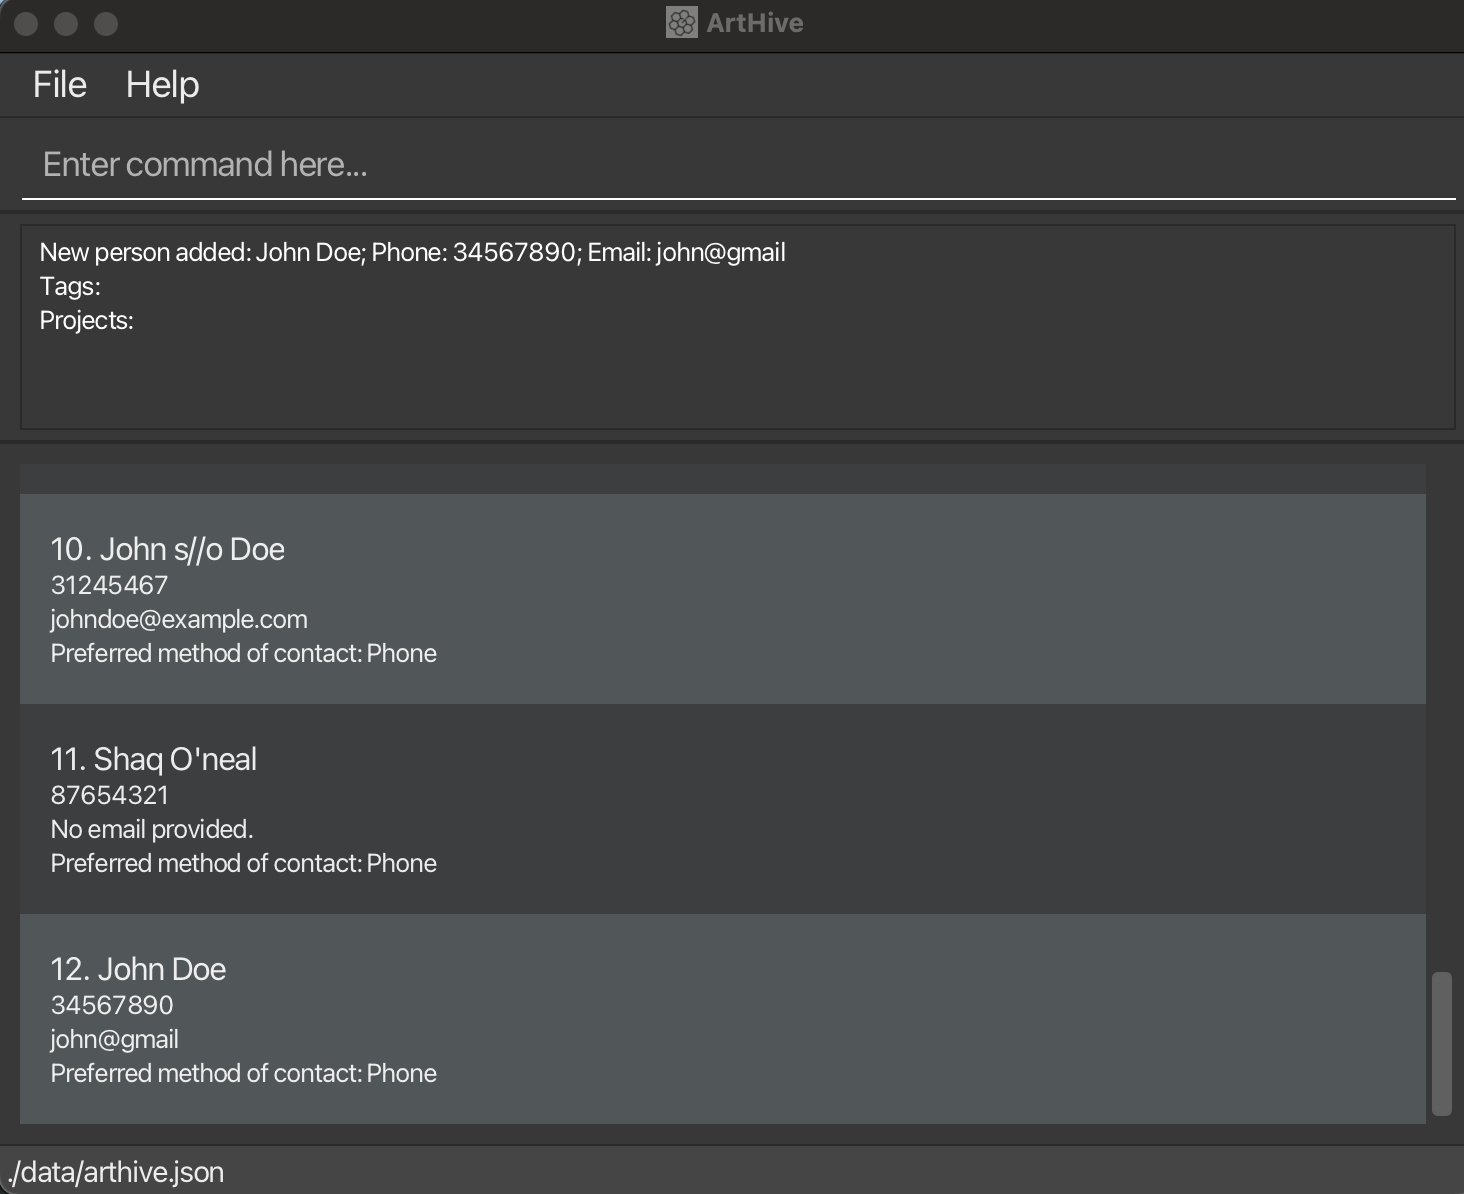 ArtHive
File Help
Enter command here...
New person added: John Doe; Phone: 34567890; Email: john@gmail
Tags:
Projects:
10. John s//o Doe
31245467
johndoe@example.com
Preferred method of contact: Phone
11. Shaq O'neal
87654321
No email provided.
Preferred method of contact: Phone
12. John Doe
34567890
john@gmail
Preferred method of contact: Phone
./data/arthive.json